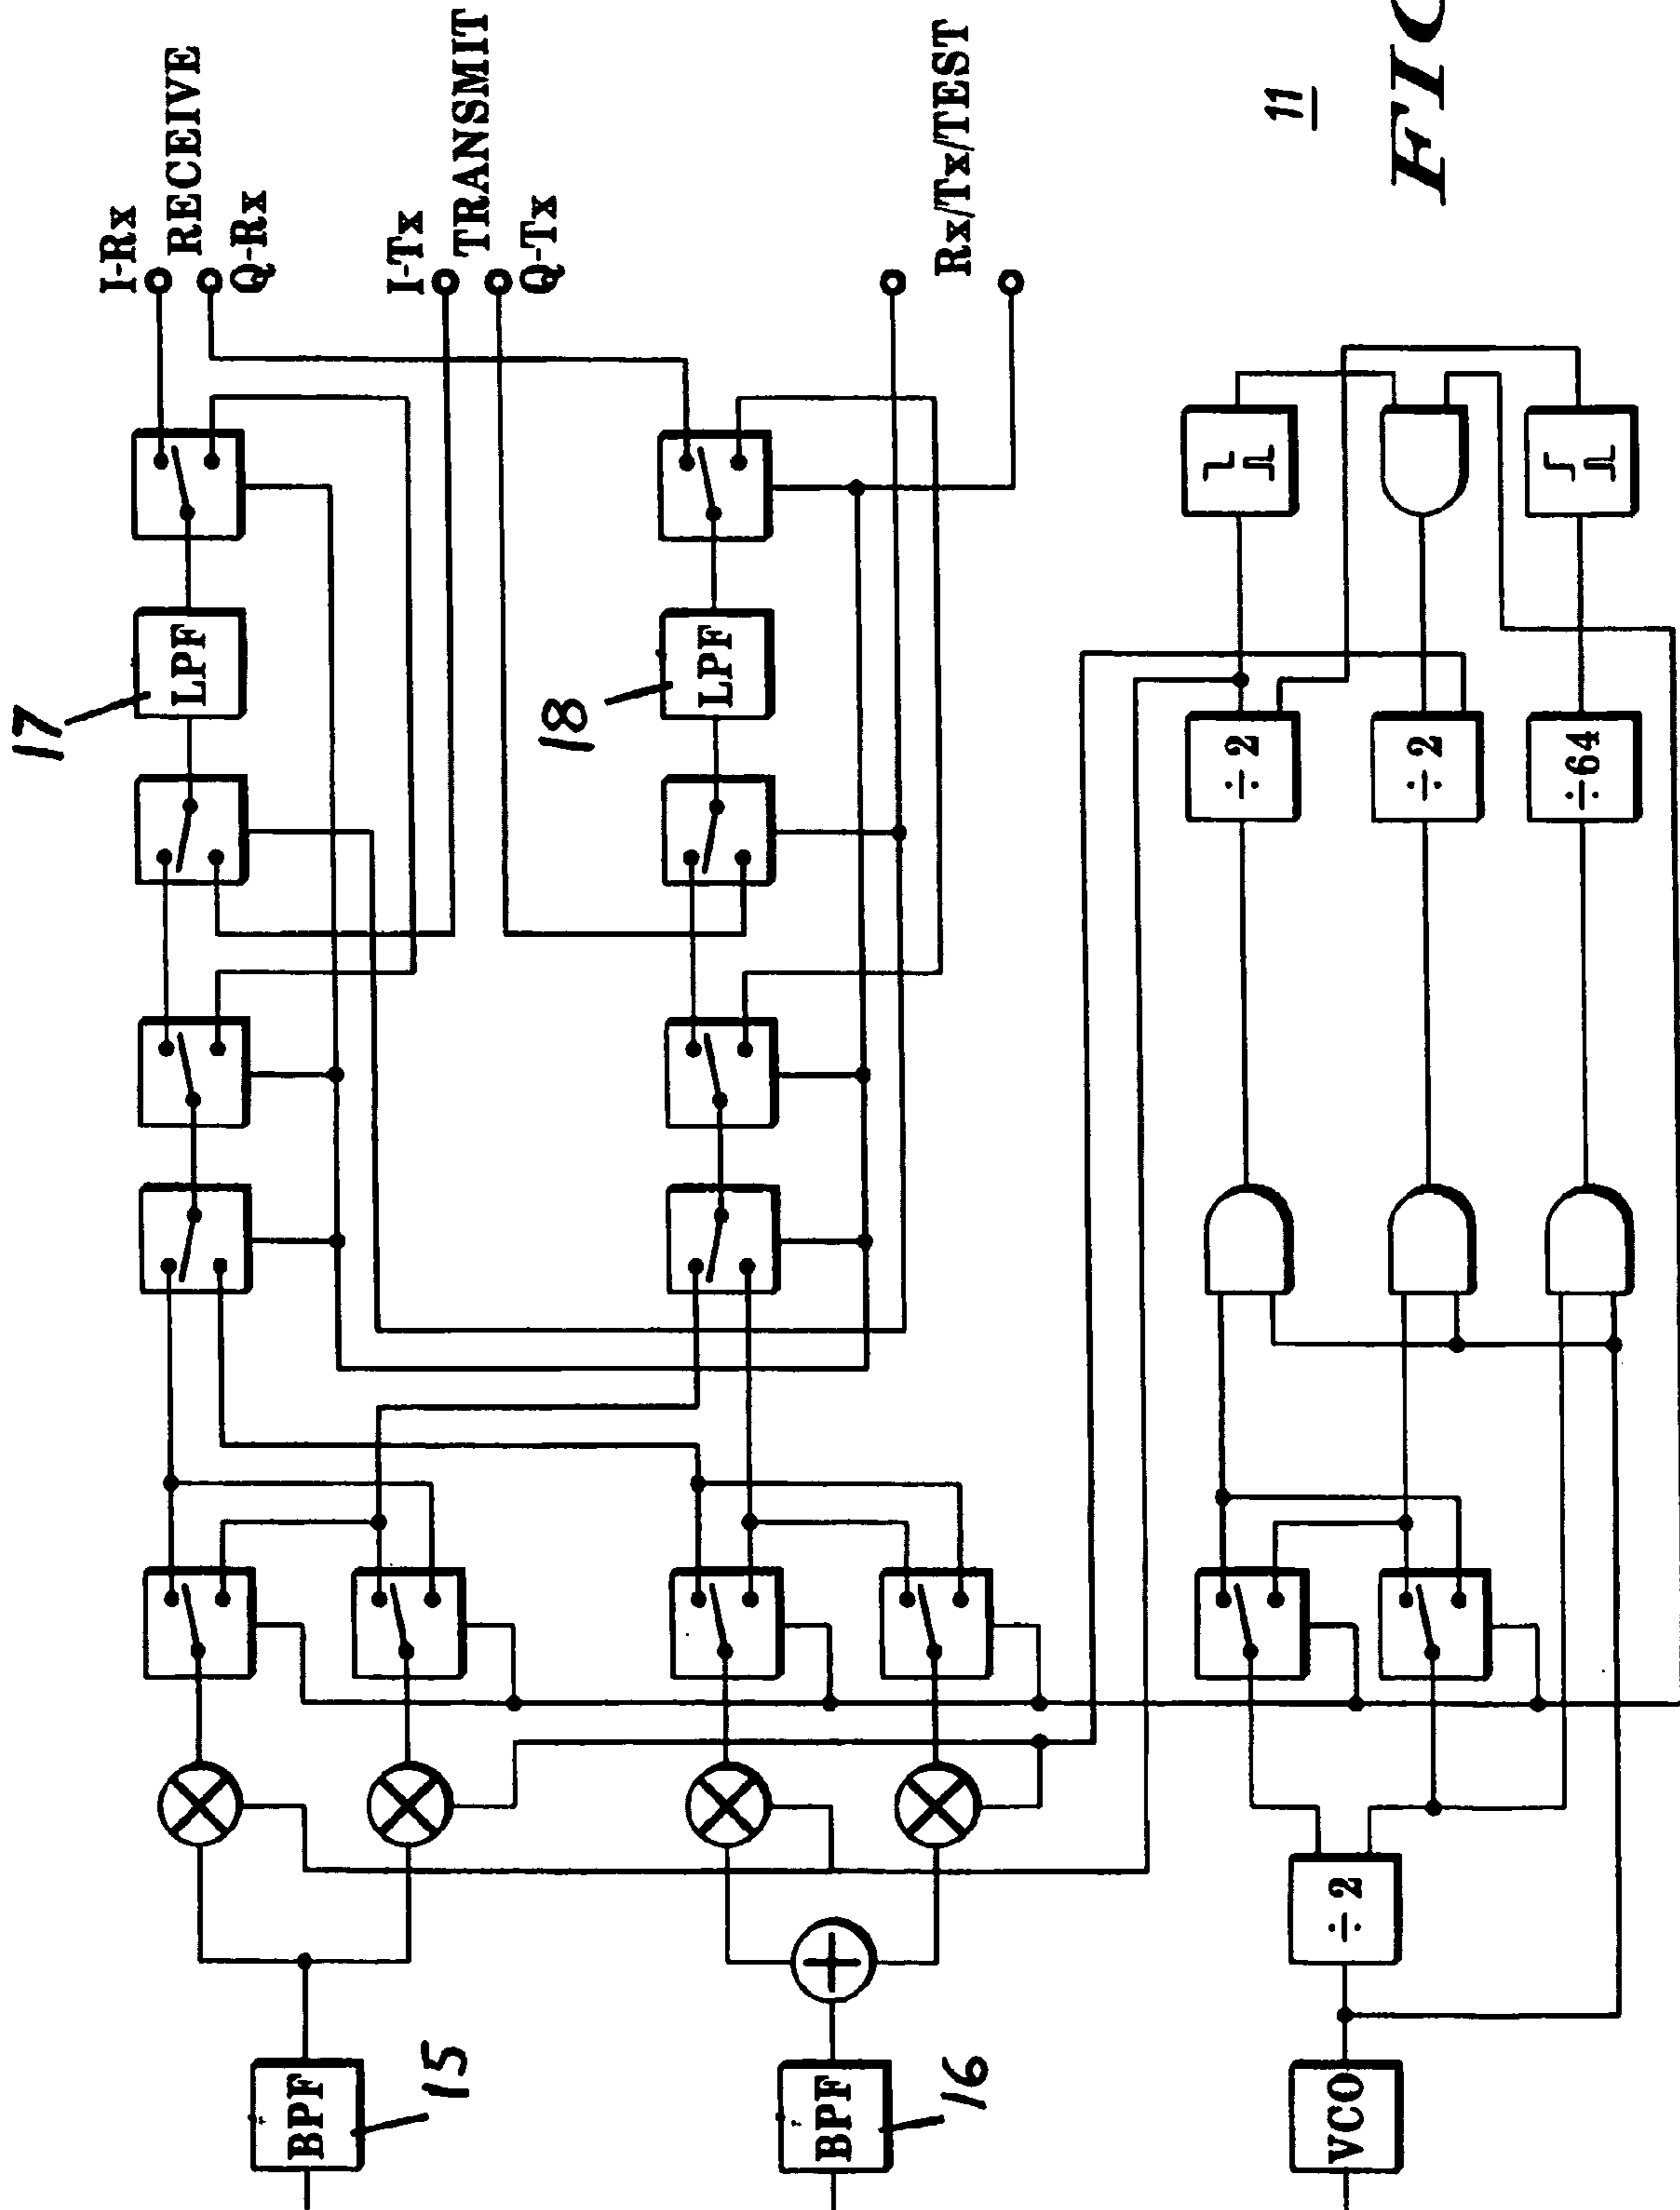 I-Rx
RECEIVE
Q-Rx
I-Tx
TRANSMIT
Q-Tx
Rx/Tx/TEST
17
LPF
18
LPF
÷2
÷2
÷64
÷2
BPF
15
BPF
16
VCO
11